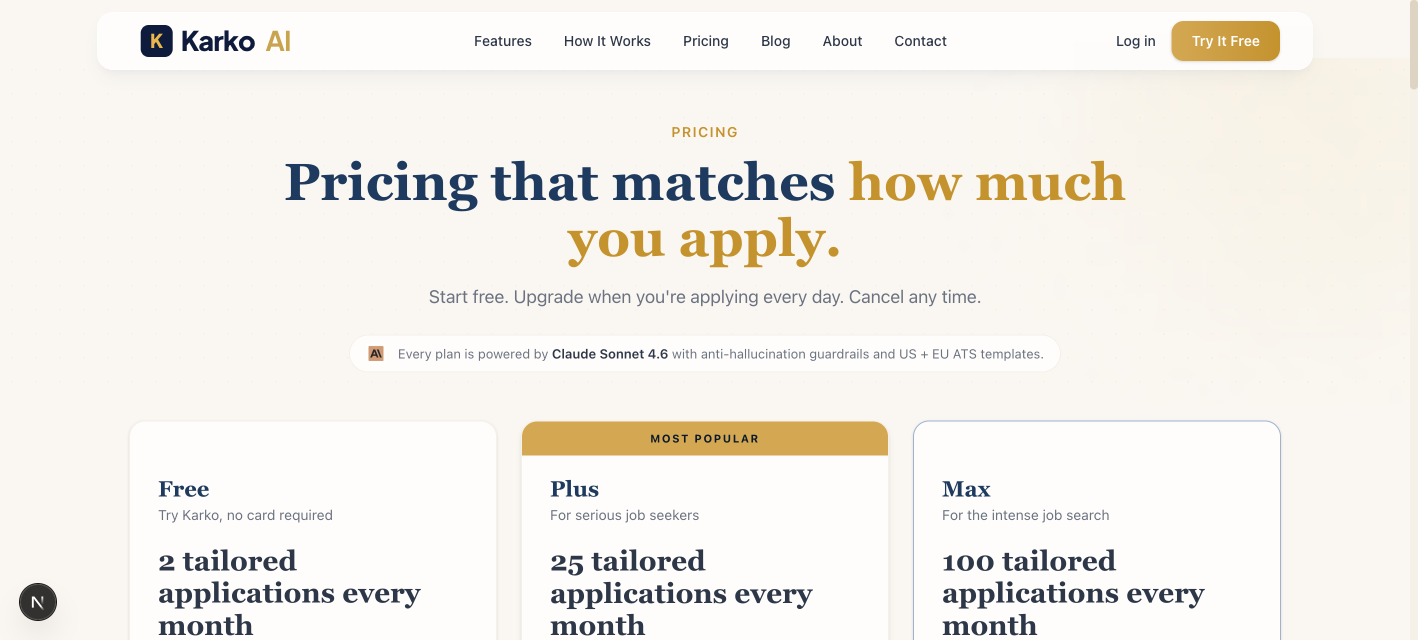 K Karko AI
Features How It Works Pricing Blog About Contact
Log in Try It Free
PRICING
Pricing that matches how much
you apply.
Start free. Upgrade when you're applying every day. Cancel any time.
A\ Every plan is powered by Claude Sonnet 4.6 with anti-hallucination guardrails and US + EU ATS templates.
Free
Try Karko, no card required
2 tailored
applications every
month
MOST POPULAR
Plus
For serious job seekers
25 tailored
applications every
month
Max
For the intense job search
100 tailored
applications every
month
N